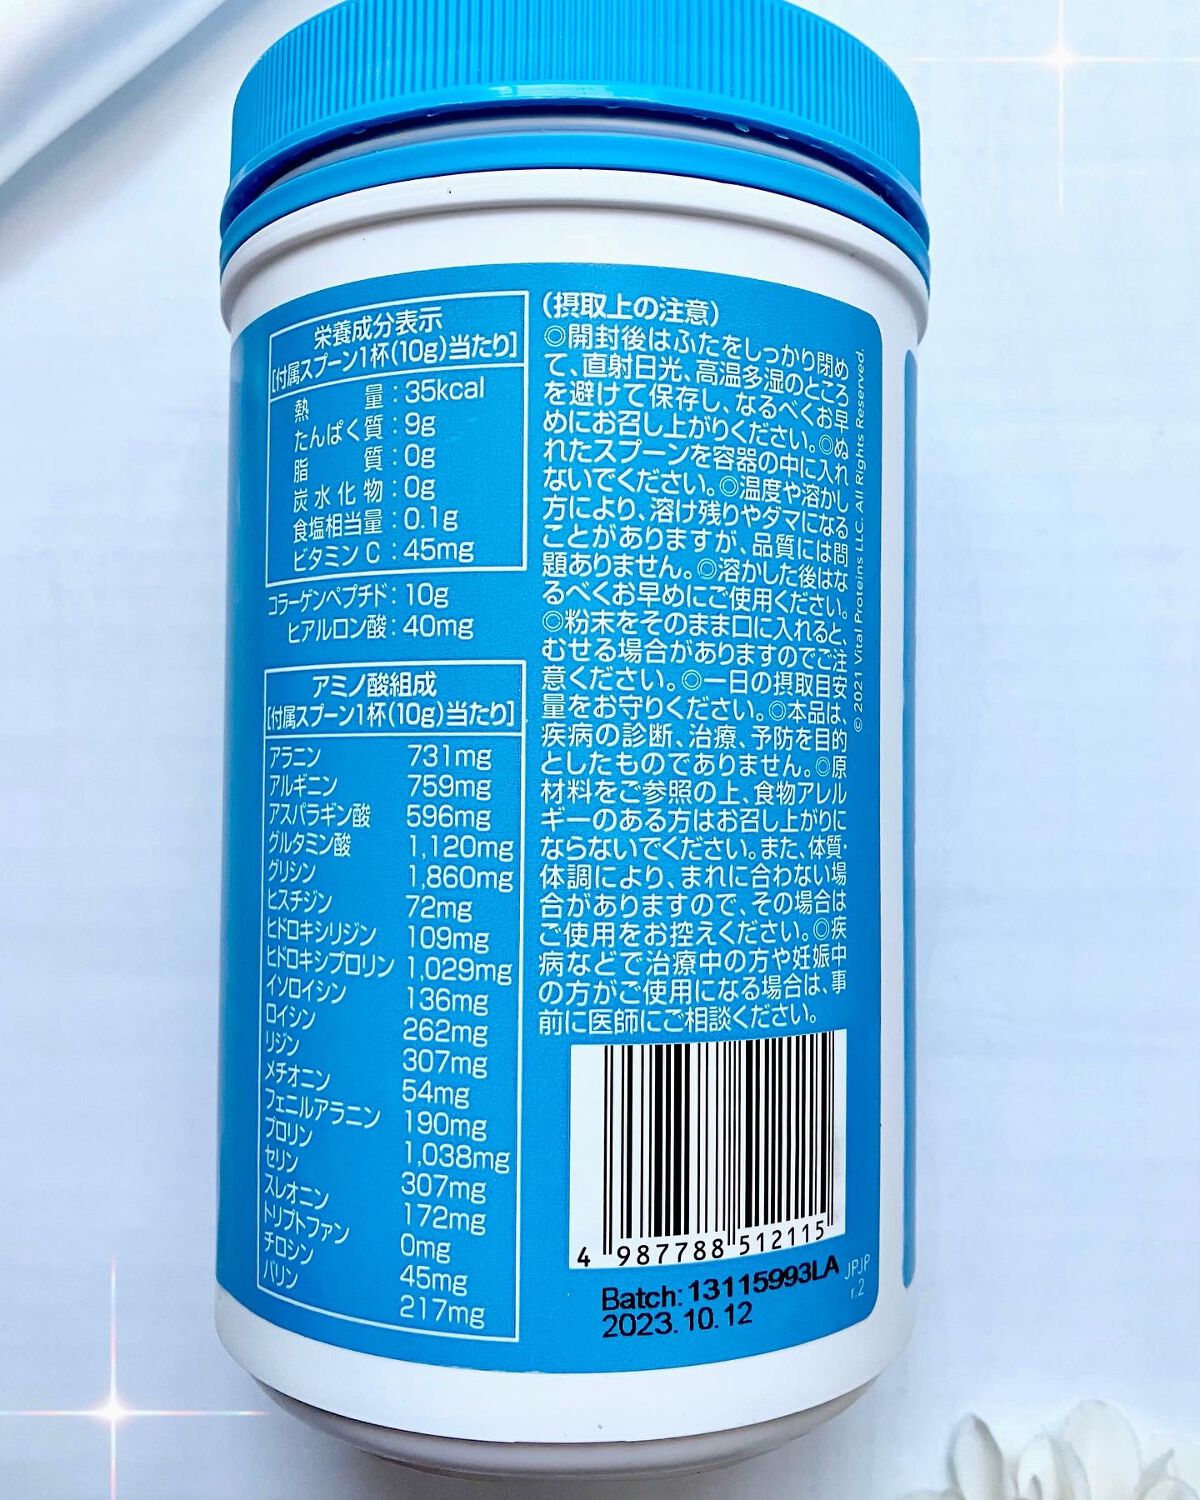 栄養成分表示
[付属スプーン1杯(10g)当たり]
熱量:35kcal
たんぱく質:9g
脂質:0g
炭水化物:0g
食塩相当量:0.1g
ビタミンC:45mg
コラーゲンペプチド:10g
ヒアルロン酸:40mg
アミノ酸組成
[付属スプーン1杯(10g)当たり]
アラニン 731mg
アルギニン 759mg
アスパラギン酸 596mg
グルタミン酸 1,120mg
グリシン 1,860mg
ヒスチジン 72mg
ヒドロキシリジン 109mg
ヒドロキシプロリン 1,029mg
イソロイシン 136mg
ロイシン 262mg
リジン 307mg
メチオニン 54mg
フェニルアラニン 190mg
プロリン 1,038mg
セリン 307mg
スレオニン 172mg
トリプトファン 0mg
チロシン 45mg
バリン 217mg
(摂取上の注意)
◎開封後はふたをしっかり閉め
て、直射日光、高温多湿のところ
を避けて保存し、なるべくお早
めにお召し上がりください。◎ぬ
れたスプーンを容器の中に入れ
ないでください。◎温度や溶かし
方により、溶け残りやダマになる
ことがありますが、品質には問
題ありません。◎溶かした後はな
るべくお早めにご使用ください。
◎粉末をそのまま口に入れると、
むせる場合がありますのでご注
意ください。◎一日の摂取目安
量をお守りください。◎本品は、
疾病の診断、治療、予防を目的
としたものでありません。◎原
材料をご参照の上、食物アレル
ギーのある方はお召し上がりに
ならないでください。また、体質・
体調により、まれに合わない場
合がありますので、その場合は
ご使用をお控えください。◎疾
病などで治療中の方や妊娠中
の方がご使用になる場合は、事
前に医師にご相談ください。
© 2021 Vital Proteins LLC. All Rights Reserved.
4 987788 512115
Batch: 13115993LA
2023.10.12
JPJP
r.2